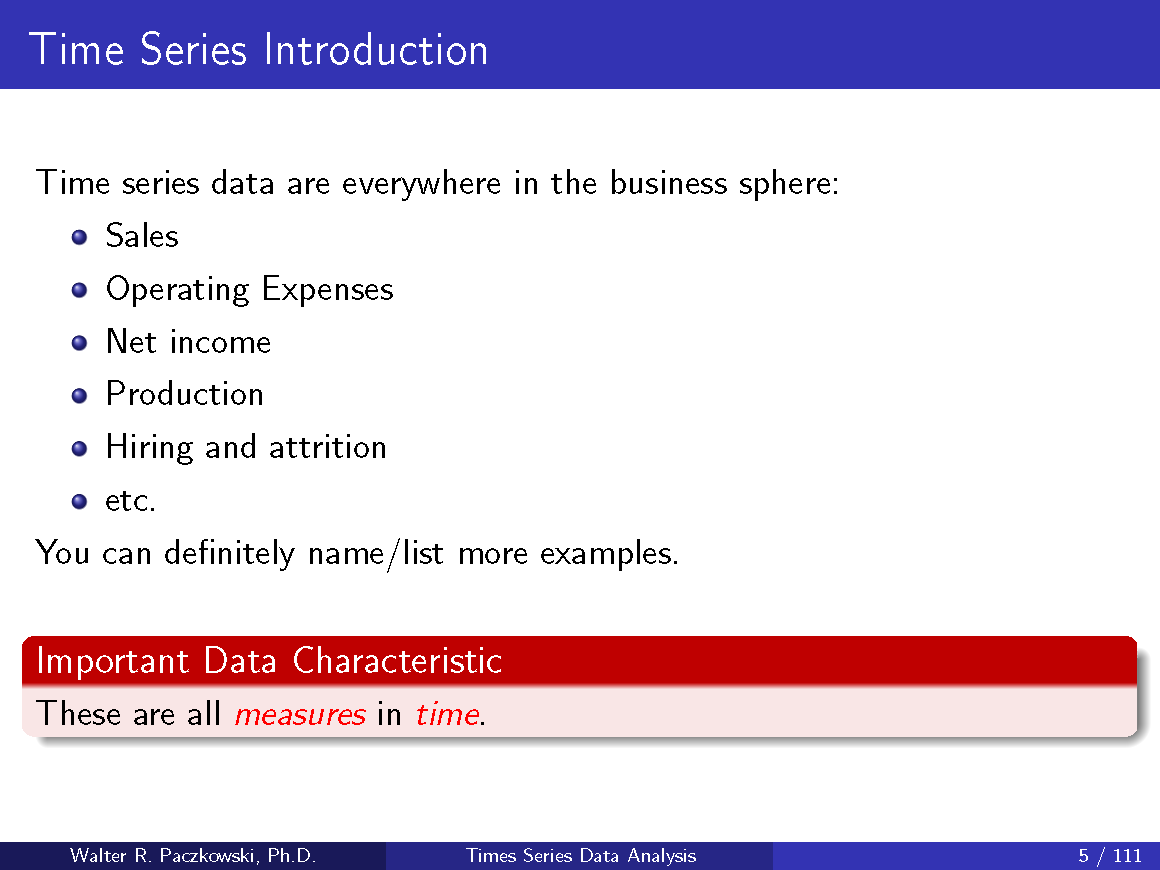 Time Series Introduction
Time series data are everywhere in the business sphere:
Sales
Operating Expenses
Net income
Production
Hiring and attrition
etc.
You can definitely name/list more examples.
Important Data Characteristic
These are all measures in time.
Walter R. Paczkowski, Ph.D.
Times Series Data Analysis
5 / 111